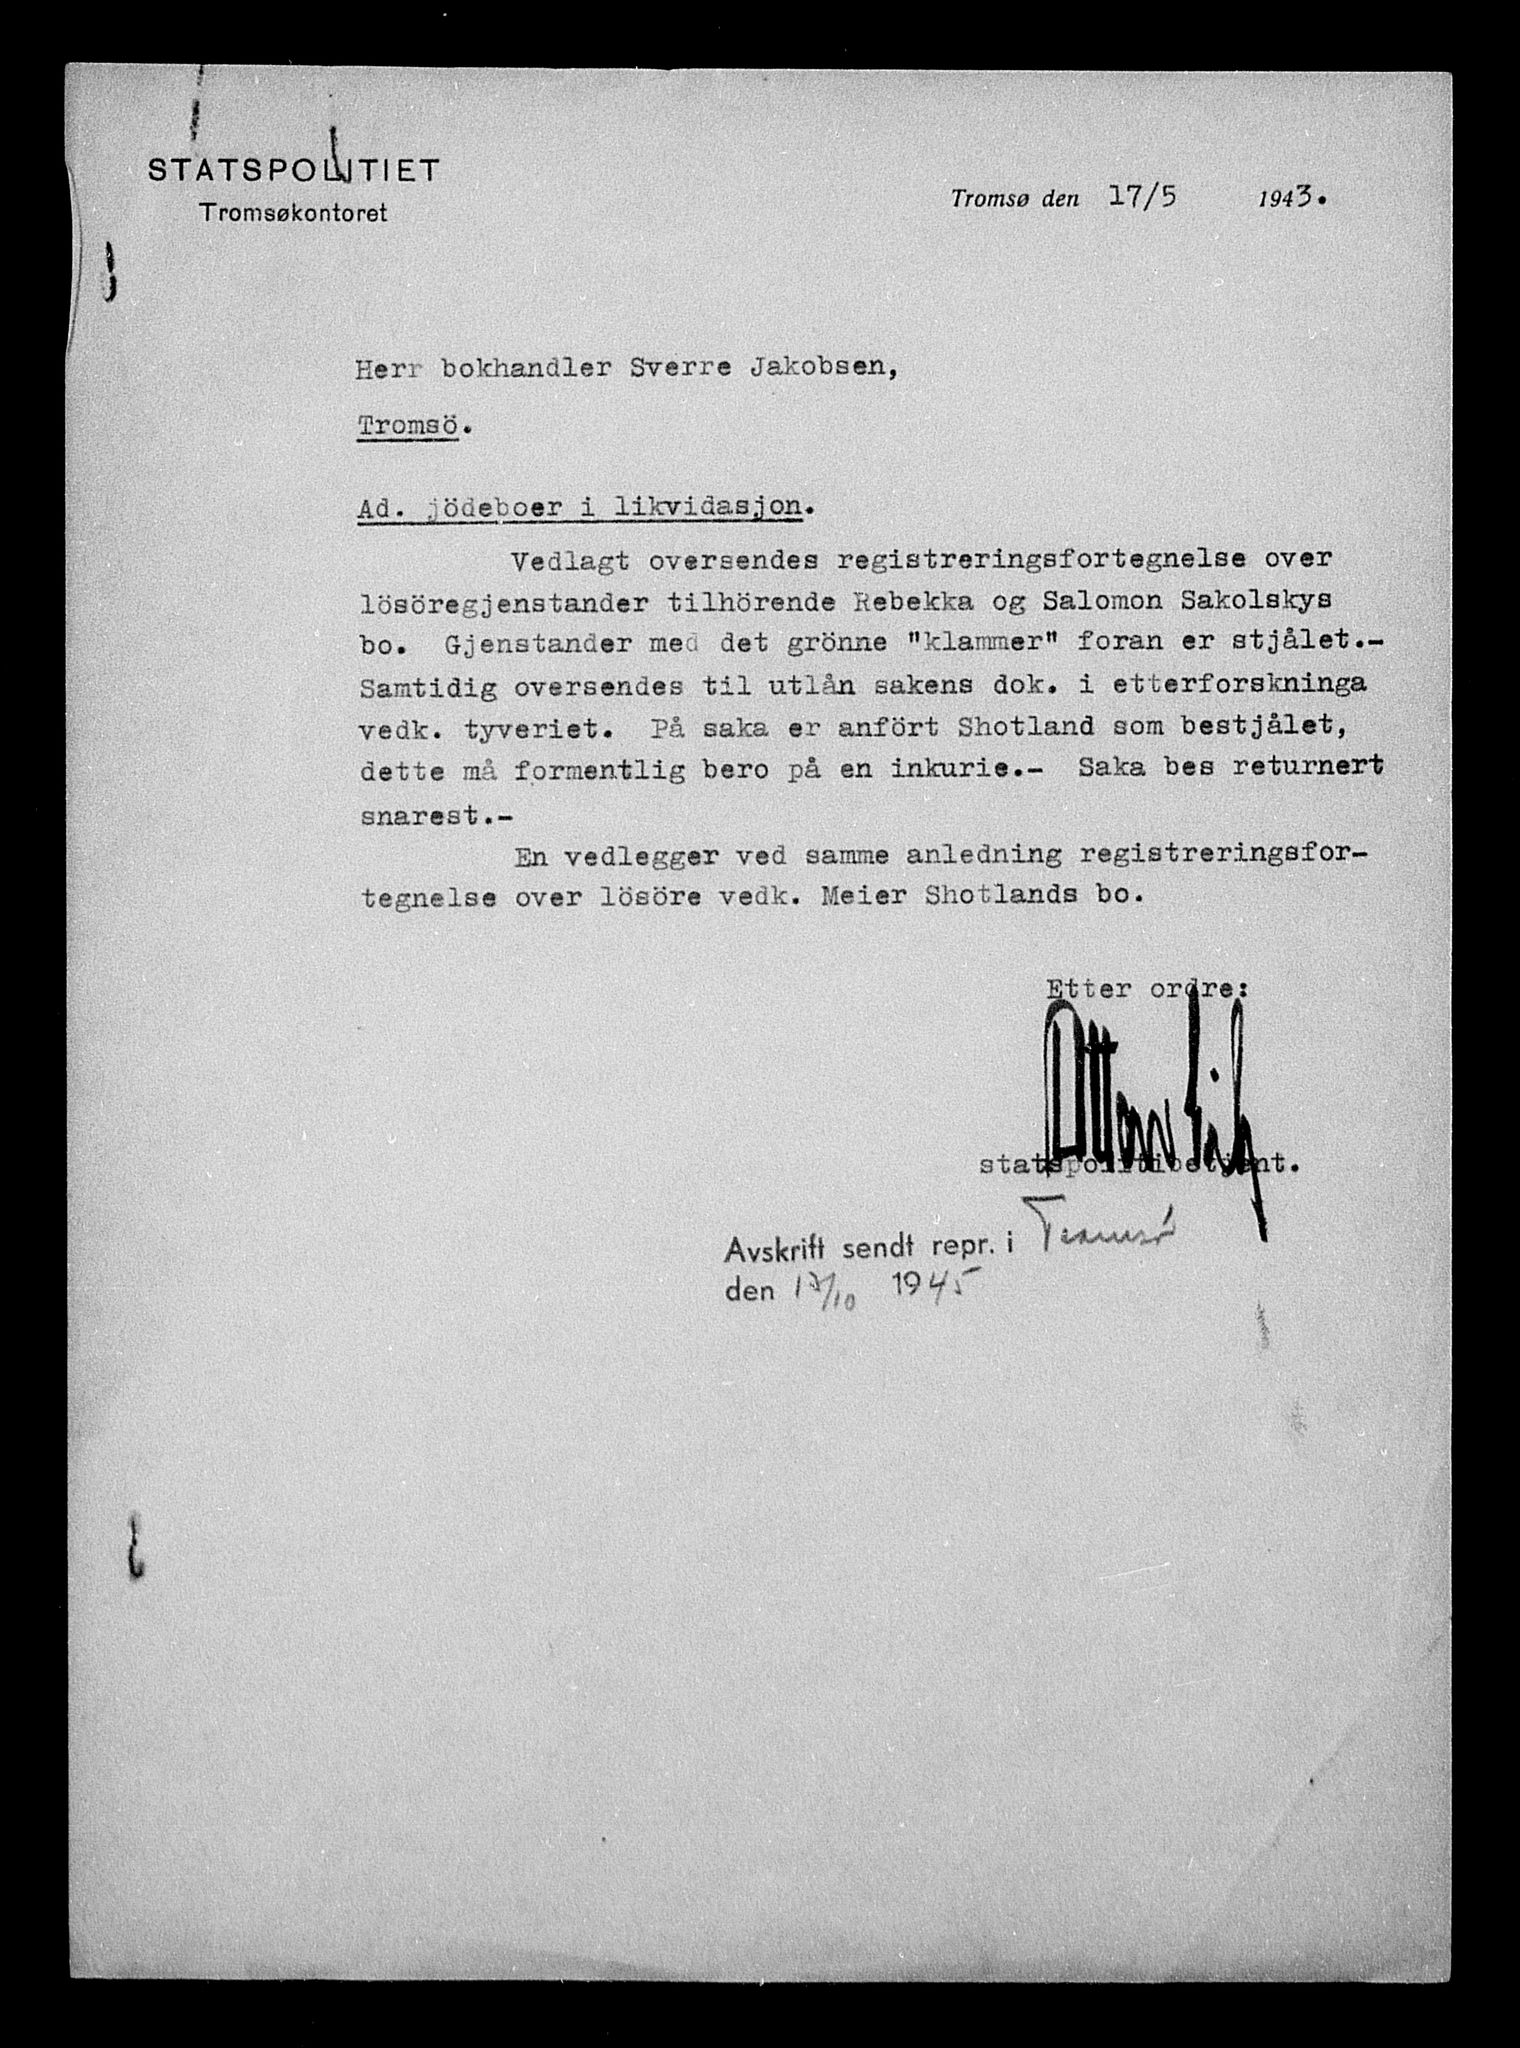 STATSPOLITIET
Tromsøkontoret
Tromsø den 17/5 1943.
Herr bokhandler Sverre Jakobsen,
Tromsö.
Ad. jödeboer i likvidasjon.
Vedlagt oversendes registreringsfortegnelse over
lösöregjenstander tilhörende Rebekka og Salomon Sakolskys
bo. Gjenstander med det grönne "klammer" foran er stjålet.-
Samtidig oversendes til utlån sakens dok. i etterforskninga
vedk. tyveriet. På saka er anfört Shotland som bestjålet,
dette må formentlig bero på en inkurie.- Saka bes returnert
snarest.-
En vedlegger ved samme anledning registreringsfor-
tegnelse over lösöre vedk. Meier Shotlands bo.
Etter ordre:
statspolitibetjent.
Avskrift sendt repr. i Tromsø
den 1945